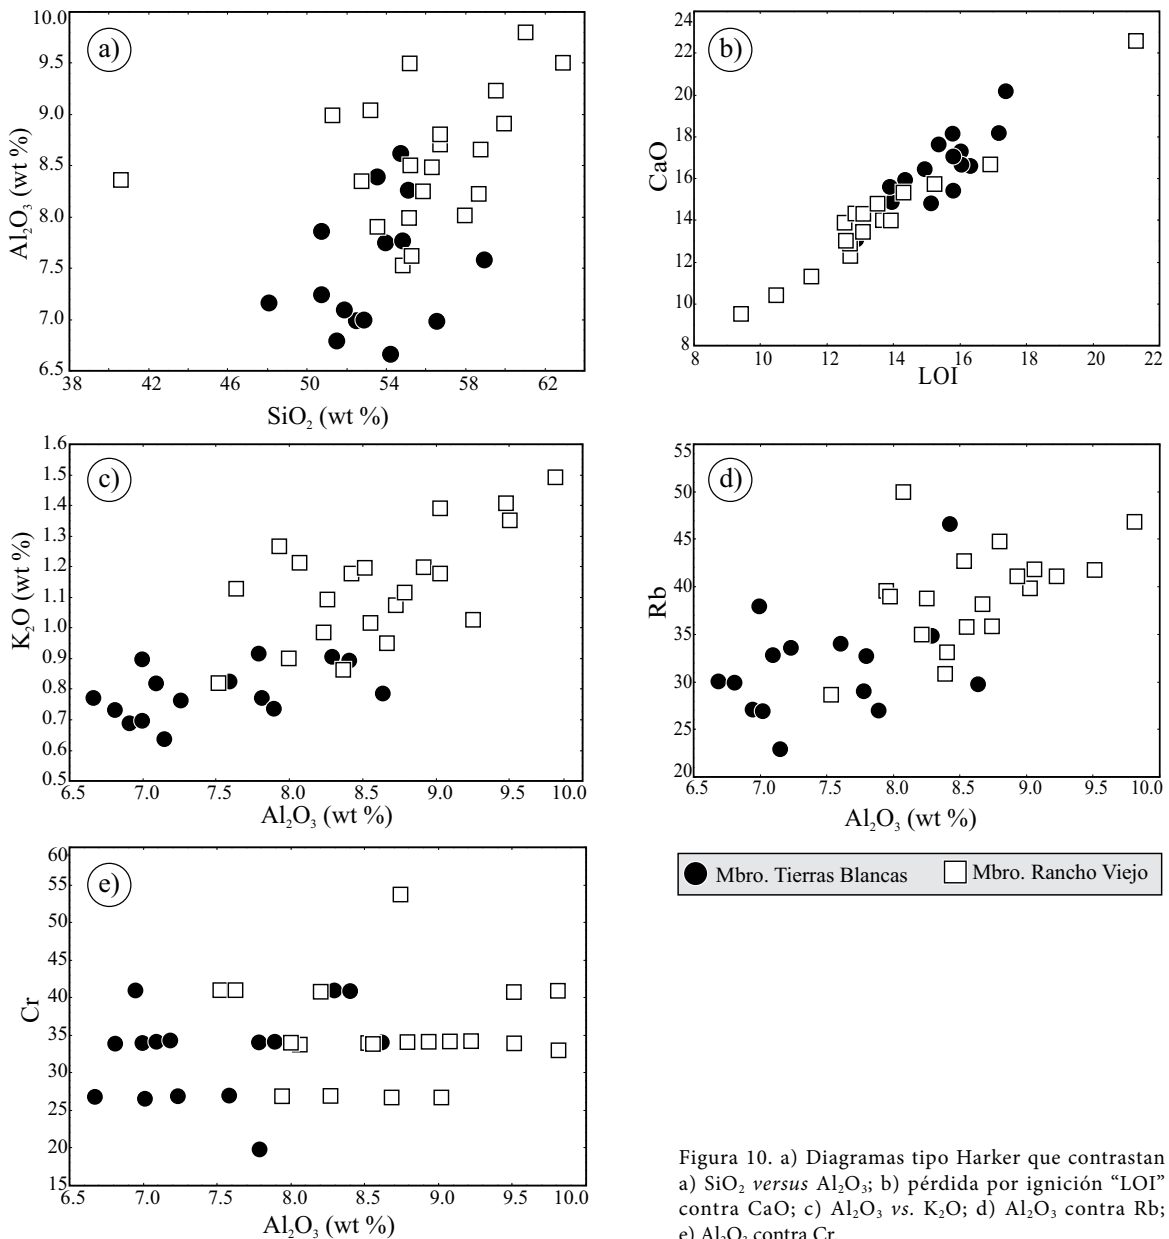 a)
10.0
9.5
9.0
8.5
8.0
7.5
7.0
6.5
Al₂O₃ (wt %)
38 42 46 50 54 58 62
SiO₂ (wt %)
b)
24
22
20
18
16
14
12
10
8
CaO
8 10 12 14 16 18 20 22
LOI
c)
1.6
1.5
1.4
1.3
1.2
1.1
1.0
0.9
0.8
0.7
0.6
0.5
K₂O (wt %)
6.5 7.0 7.5 8.0 8.5 9.0 9.5 10.0
Al₂O₃ (wt %)
d)
55
50
45
40
35
30
25
20
Rb
6.5 7.0 7.5 8.0 8.5 9.0 9.5 10.0
Al₂O₃ (wt %)
Mbro. Tierras Blancas Mbro. Rancho Viejo
e)
60
55
50
45
40
35
30
25
20
15
Cr
6.5 7.0 7.5 8.0 8.5 9.0 9.5 10.0
Al₂O₃ (wt %)
Figura 10. a) Diagramas tipo Harker que contrastan
a) SiO₂ versus Al₂O₃; b) pérdida por ignición “LOI”
contra CaO; c) Al₂O₃ vs. K₂O; d) Al₂O₃ contra Rb;
e) Al₂O₃ contra Cr.